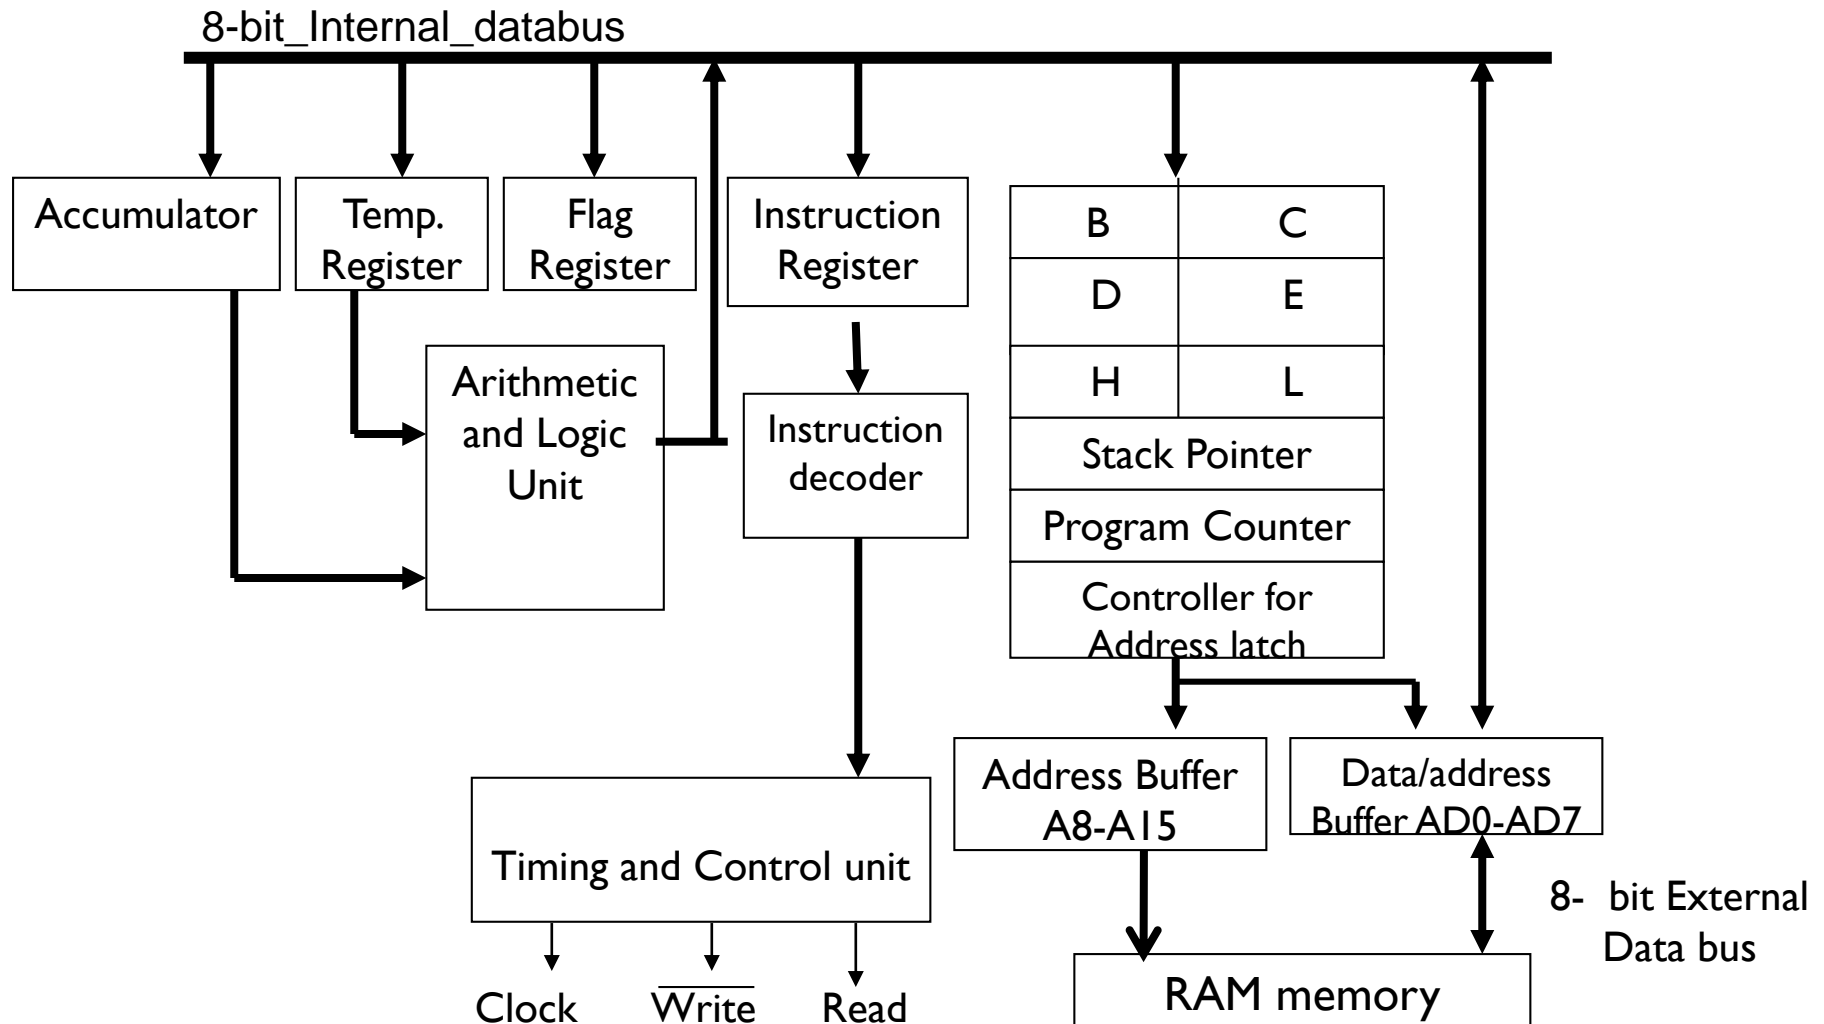 8-bit_Internal_databus
Accumulator
Temp.
Register
Flag
Register
Instruction
Register
B
C
D
E
H
L
Arithmetic
and Logic
Unit
Instruction
decoder
Stack Pointer
Program Counter
Controller for
Address latch
Address Buffer
A8-A15
Data/address
Buffer AD0-AD7
Timing and Control unit
8- bit External
Data bus
Clock
Write
Read
RAM memory